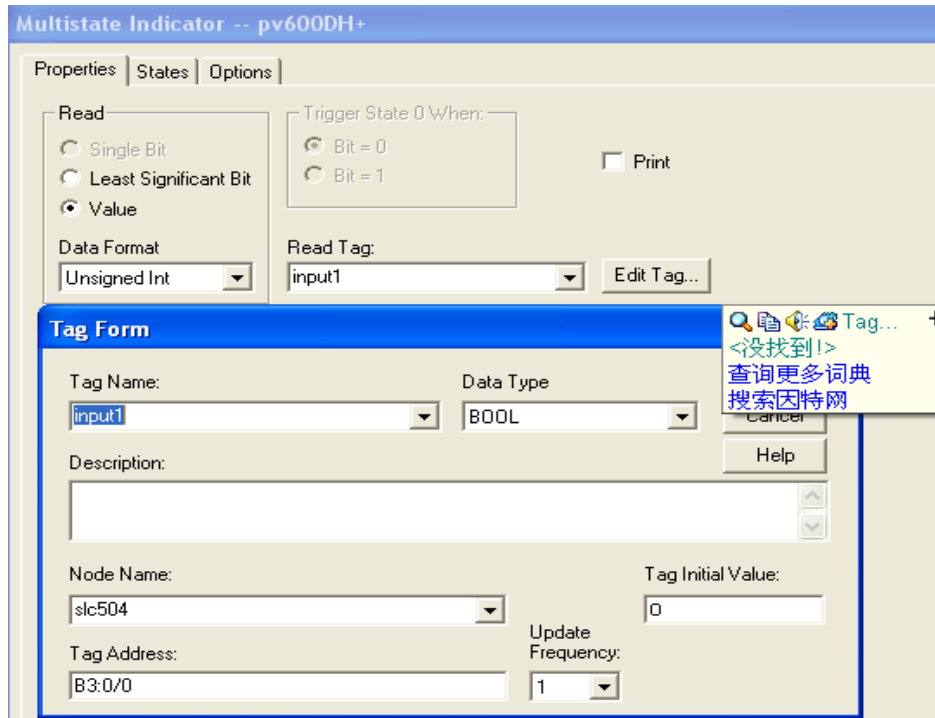 Multistate Indicator -- pv600DH+
Properties States Options
Read
Single Bit
Least Significant Bit
Value
Trigger State 0 When:
Bit = 0
Bit = 1
Print
Data Format
Unsigned Int
Read Tag:
input1
Edit Tag...
Tag Form
Tag...
<没找到!>
查询更多词典
搜索因特网
Tag Name:
input1
Data Type
BOOL
Cancel
Help
Description:
Node Name:
slc504
Tag Initial Value:
0
Tag Address:
B3:0/0
Update
Frequency:
1